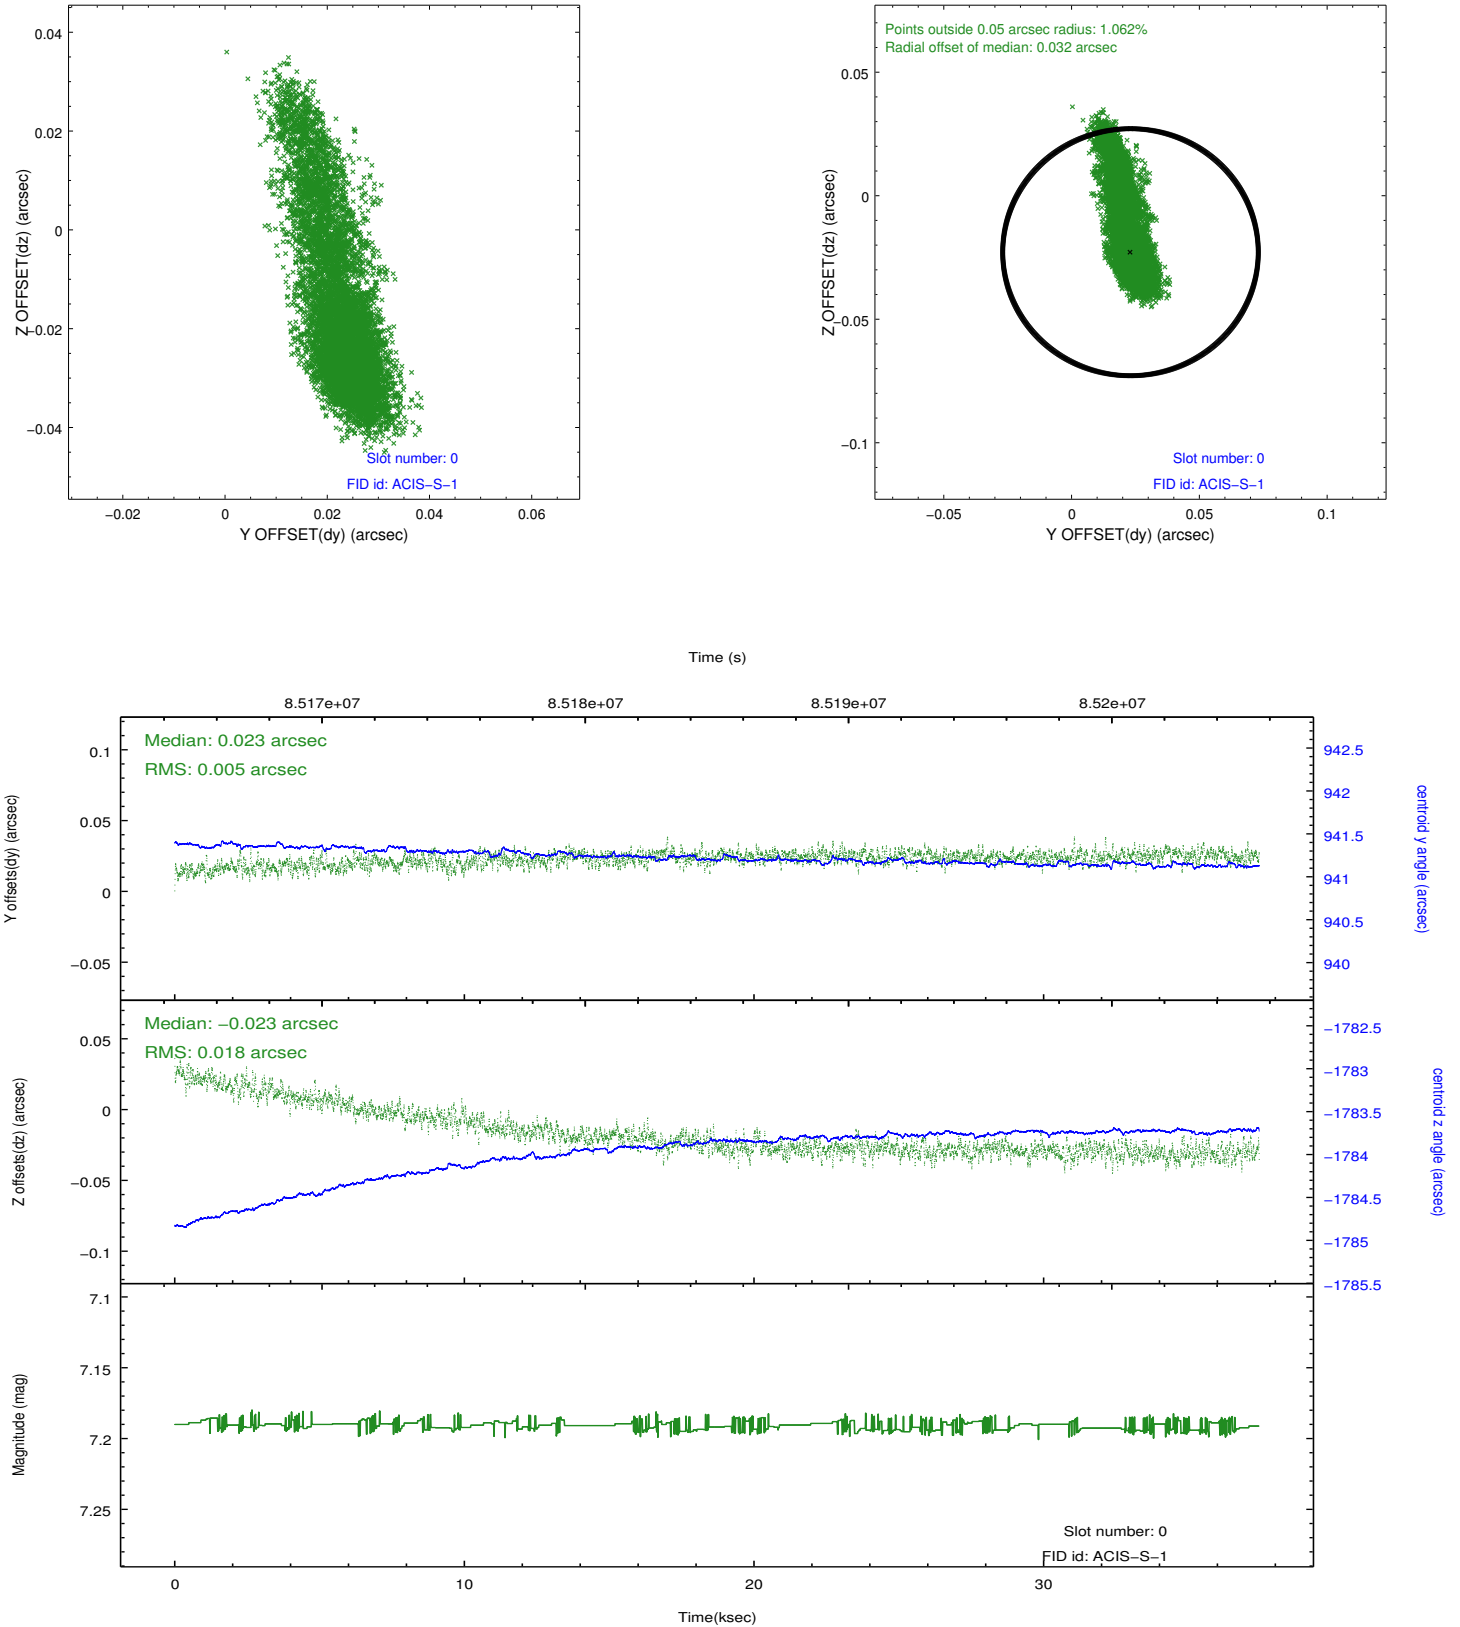 0.04
0.02
0
−0.02
−0.04
Z OFFSET(dz) (arcsec)
Slot number: 0
FID id: ACIS−S−1
−0.02
0
0.02
0.04
0.06
Y OFFSET(dy) (arcsec)
Points outside 0.05 arcsec radius: 1.062%
Radial offset of median: 0.032 arcsec
0.05
0
−0.05
−0.1
Z OFFSET(dz) (arcsec)
Slot number: 0
FID id: ACIS−S−1
−0.05
0
0.05
0.1
Y OFFSET(dy) (arcsec)
Time (s)
8.517e+07
8.518e+07
8.519e+07
8.52e+07
Median: 0.023 arcsec
RMS: 0.005 arcsec
0.1
0.05
0
−0.05
Y offsets(dy) (arcsec)
942.5
942
941.5
941
940.5
940
centroid y angle (arcsec)
Median: −0.023 arcsec
RMS: 0.018 arcsec
0.05
0
−0.05
−0.1
Z offsets(dz) (arcsec)
−1782.5
−1783
−1783.5
−1784
−1784.5
−1785
−1785.5
centroid z angle (arcsec)
7.1
7.15
7.2
7.25
Magnitude (mag)
Slot number: 0
FID id: ACIS−S−1
0
10
20
30
Time(ksec)